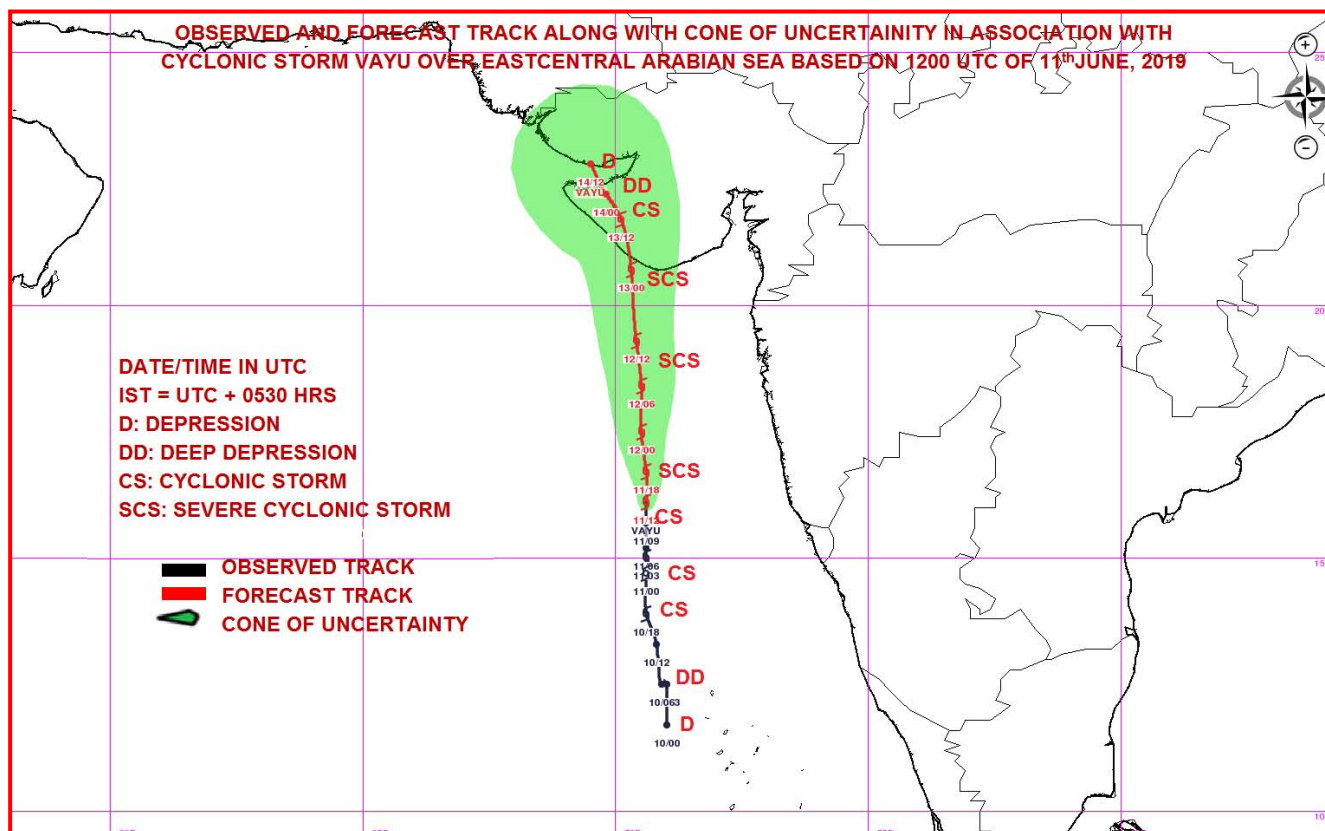 OBSERVED AND FORECAST TRACK ALONG WITH CONE OF UNCERTAINITY IN ASSOCIATION WITH
CYCLONIC STORM VAYU OVER EASTCENTRAL ARABIAN SEA BASED ON 1200 UTC OF 11thJUNE, 2019
25
D
14/12
VAYU
DD
14/00
CS
13/12
SCS
13/00
20
12/12
SCS
12/06
12/00
SCS
11/18
11/12
CS
VAYU
11/09
15
11/06
11/03
CS
11/00
CS
10/18
10/12
DD
10/063
D
10/00
10
DATE/TIME IN UTC
IST = UTC + 0530 HRS
D: DEPRESSION
DD: DEEP DEPRESSION
CS: CYCLONIC STORM
SCS: SEVERE CYCLONIC STORM
OBSERVED TRACK
FORECAST TRACK
CONE OF UNCERTAINTY